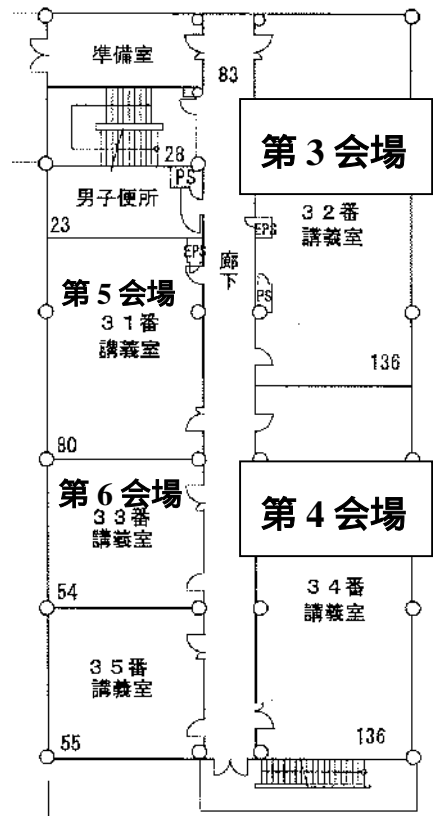 準備室
83
28
PS
男子便所
23
第3会場
32番
講義室
136
EPS
EPS
PS
廊
下
第5会場
31番
講義室
80
第6会場
33番
講義室
54
第4会場
34番
講義室
136
35番
講義室
55